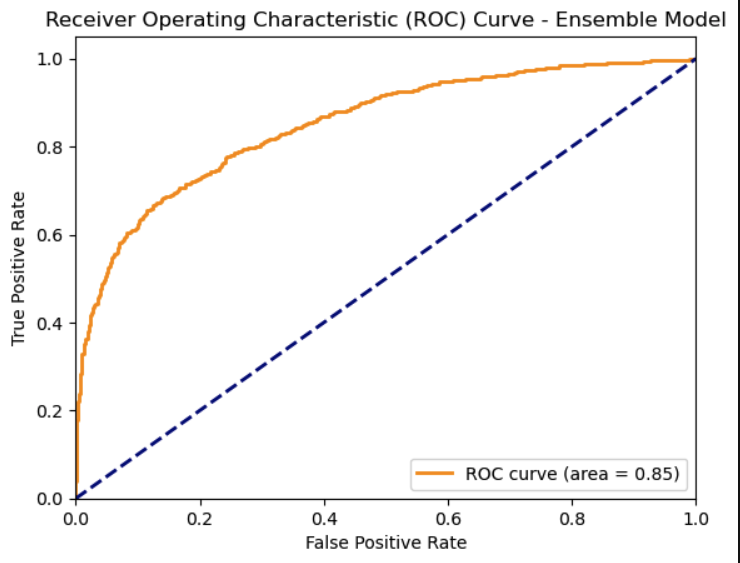 Receiver Operating Characteristic (ROC) Curve - Ensemble Model
1.0
0.8
0.6
0.4
0.2
0.0
True Positive Rate
ROC curve (area = 0.85)
0.0 0.2 0.4 0.6 0.8 1.0
False Positive Rate